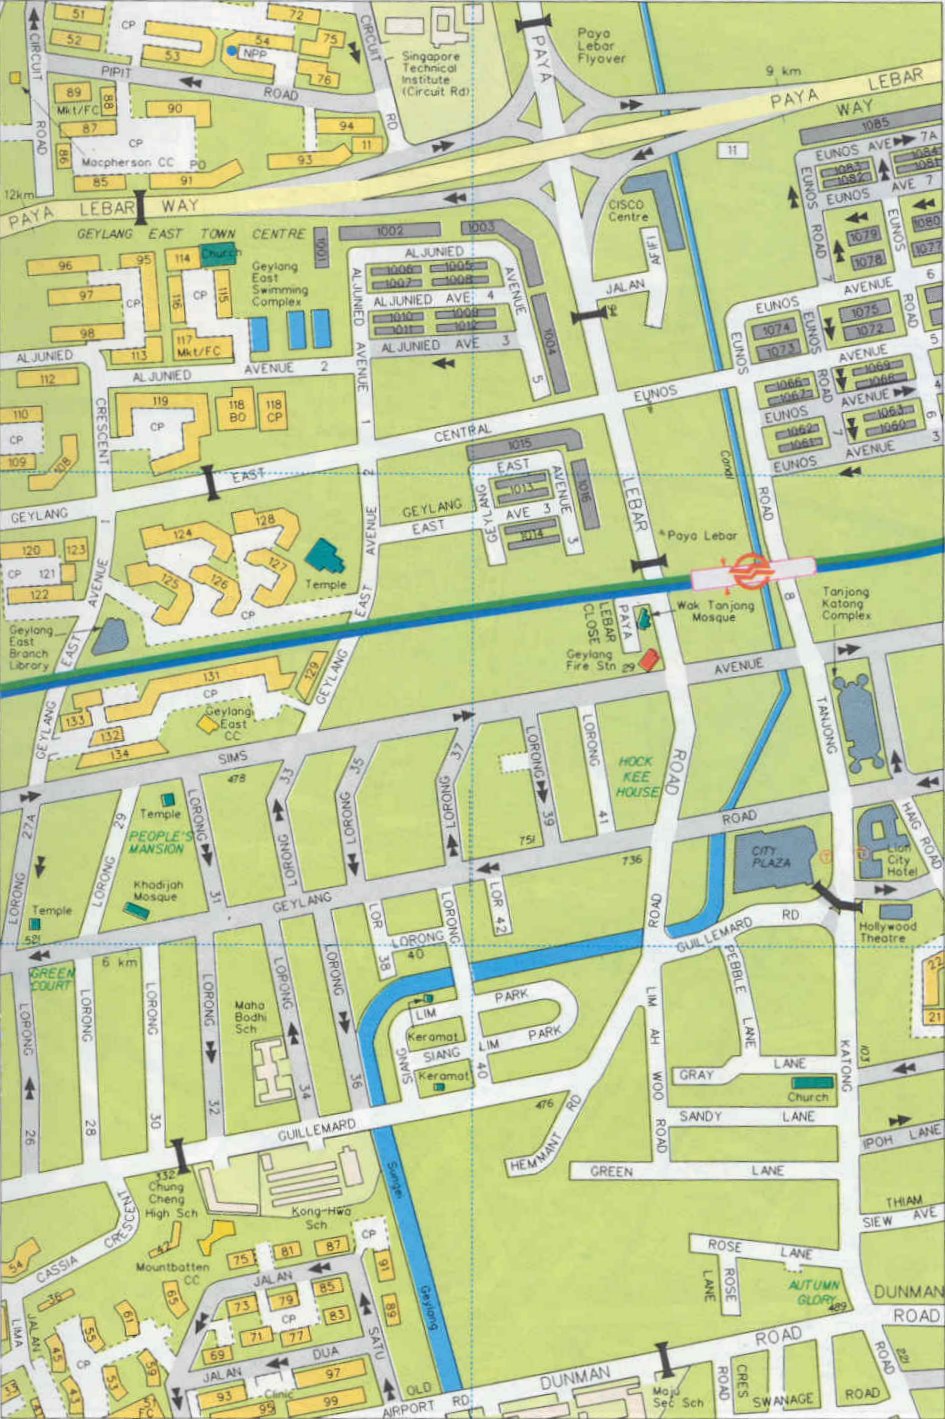 51
52
CP
53
72
54
NPP
75
76
CIRCUIT
RD
CIRCUIT
ROAD
PIPIT
ROAD
Singapore
Technical
Institute
(Circuit Rd)
PAYA
Paya
Lebar
Flyover
9 km
PAYA LEBAR
WAY
89
Mkt/FC
88
90
87
CP
86
Macpherson CC
PO
85
91
93
94
11
11
12km
PAYA LEBAR WAY
1085
EUNOS AVE 7A
1083
1082
1084
1081
EUNOS AVE 7
EUNOS
ROAD
7
1079
1078
EUNOS
1080
1077
CISCO
Centre
AFIFI
JALAN
GEYLANG EAST TOWN CENTRE
1001
1002
1003
96
95
114
Church
97
CP
116
CP
115
98
113
117
Mkt/FC
Geylang
East
Swimming
Complex
ALJUNIED
1006
1005
1007
1008
ALJUNIED AVE 4
1010
1009
1011
1012
ALJUNIED AVE 3
AVENUE
5
1004
ALJUNIED
AVENUE
1
ALJUNIED
ALJUNIED AVENUE 2
112
110
CP
109
108
CRESCENT
119
CP
118
BO
118
CP
EUNOS AVENUE 6
1074
1073
1075
1072
EUNOS
ROAD
7
ROAD
AVENUE 5
1066
1067
1069
1068
EUNOS AVENUE 4
1062
1061
1063
1060
6
EUNOS AVENUE 3
EUNOS
EUNOS
GEYLANG EAST CENTRAL
1015
EAST
1013
AVE 3
1014
GEYLANG
AVENUE
3
1016
GEYLANG
EAST
LEBAR
Canal
ROAD
8
Paya Lebar
120
123
CP
121
122
1
AVENUE
EAST
GEYLANG
124
128
125
126
127
CP
Temple
2
AVENUE
EAST
GEYLANG
Geylang
East
Branch
Library
LEBAR
CLOSE
PAYA
Wak Tanjong
Mosque
Geylang
Fire Stn
29
Tanjong
Katong
Complex
131
CP
129
133
132
134
Geylang
East
CC
SIMS AVENUE
478
TANJONG
LORONG
27A
LORONG
29
Temple
PEOPLE'S
MANSION
Khadijah
Mosque
Temple
521
GREEN
COURT
LORONG
31
LORONG
33
LORONG
35
LORONG
37
LORONG
39
LORONG
41
HOCK
KEE
HOUSE
ROAD
751
736
GEYLANG ROAD
CITY
PLAZA
Lion
City
Hotel
HAIG ROAD
Hollywood
Theatre
6 km
LOR
38
LORONG
40
LORONG
LOR 42
ROAD
GUILLEMARD RD
LORONG
26
LORONG
28
LORONG
30
LORONG
32
LORONG
34
LORONG
36
Maha
Bodhi
Sch
LIM
PARK
Keramat
SIANG
LIM
PARK
SIANG
Keramat
40
PEBBLE
LANE
LIM
AH
WOO
ROAD
GRAY LANE
Church
SANDY LANE
GREEN LANE
KATONG
103
22
21
IPOH LANE
THIAM
SIEW AVE
476
HEMMANT RD
GUILLEMARD
332
Chung
Cheng
High Sch
Kong-Hwa
Sch
Sungei
Geylang
CASSIA CRESCENT
54
42
36
Mountbatten
CC
65
61
55
59
45
CP
53
43
33
51
FC
JALAN
LIMA
75
81
87
CP
91
JALAN
73
79
85
CP
83
89
71
77
69
SATU
JALAN DUA
97
93
Clinic
95
99
OLD
AIRPORT RD
DUNMAN ROAD
ROSE LANE
ROSE
LANE
AUTUMN
GLORY
489
DUNMAN
ROAD
ROAD
221
Maju
Sec Sch
ROAD
CRES
SWANAGE ROAD